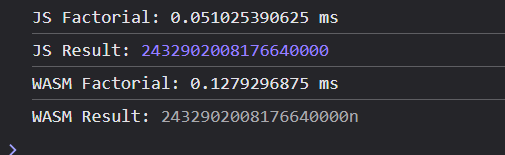 JS Factorial: 0.051025390625 ms
JS Result: 2432902008176640000
WASM Factorial: 0.1279296875 ms
WASM Result: 2432902008176640000n